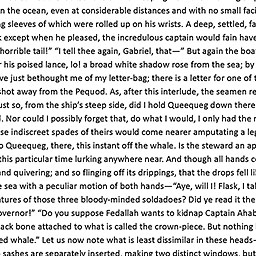 n the ocean, even at considerable distances and with no small faci
ng sleeves of which were rolled up on his wrists. A deep, settled, fa
k except when he pleased, the incredulous captain would fain have
horrible tail!” “I tell thee again, Gabriel, that—” But again the boa
r his poised lance, lo! a broad white shadow rose from the sea; by
ve just bethought me of my letter-bag; there is a letter for one of t
shot away from the Pequod. As, after this interlude, the seamen re
ust so, from the ship’s steep side, did I hold Queequeg down there
l. Nor could I possibly forget that, do what I would, I only had the r
se indiscreet spades of theirs would come nearer amputating a leg
o Queequeg, there, this instant off the whale. Is the steward an ap
this particular time lurking anywhere near. And though all hands co
and quivering; and so flinging off its drippings, that the drops fell li
e sea with a peculiar motion of both hands—“Aye, will I! Flask, I tak
atures of those three bloody-minded soldadoes? Did ye read it the
overnor!” “Do you suppose Fedallah wants to kidnap Captain Ahab
ack bone attached to what is called the crown-piece. But nothing l
ed whale.” Let us now note what is least dissimilar in these heads—
sashes are separately inserted, making two distinct windows, but